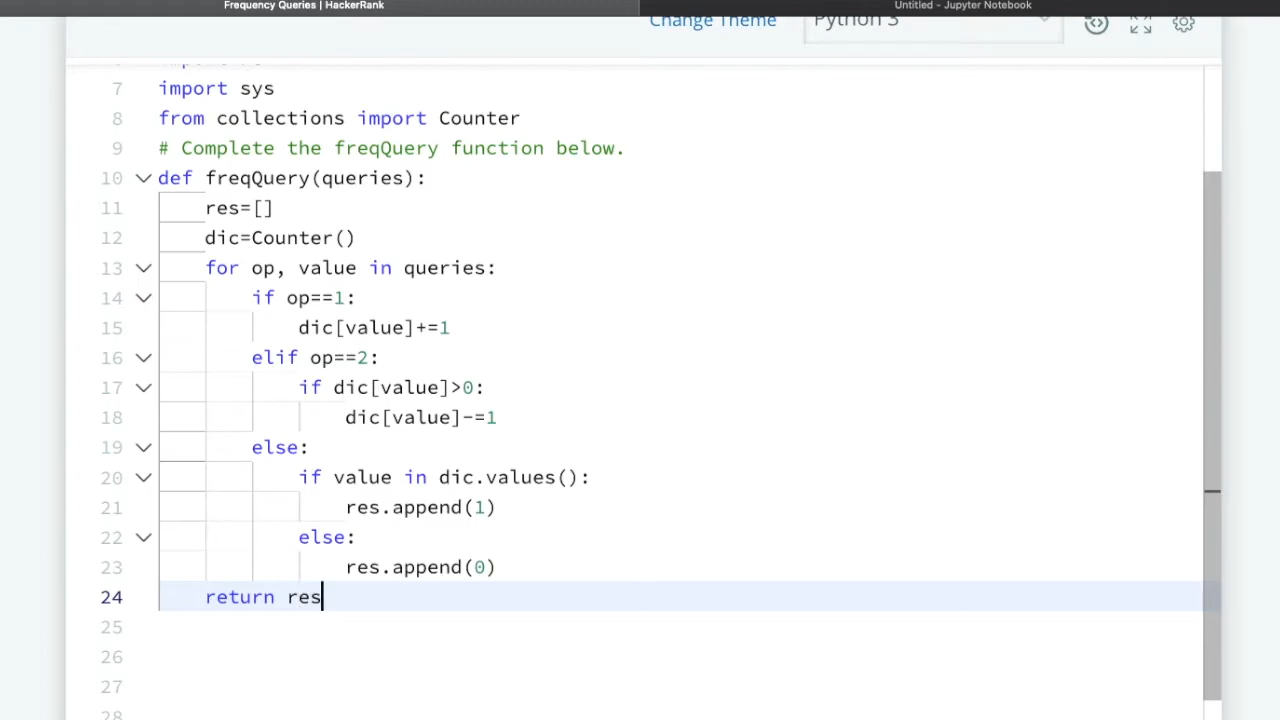 Frequency Queries | HackerRank
Untitled - Jupyter Notebook
Change Theme
Python 3
7 import sys
8 from collections import Counter
9 # Complete the freqQuery function below.
10 def freqQuery(queries):
11 res=[]
12 dic=Counter()
13 for op, value in queries:
14 if op==1:
15 dic[value]+=1
16 elif op==2:
17 if dic[value]>0:
18 dic[value]-=1
19 else:
20 if value in dic.values():
21 res.append(1)
22 else:
23 res.append(0)
24 return res
25
26
27
28